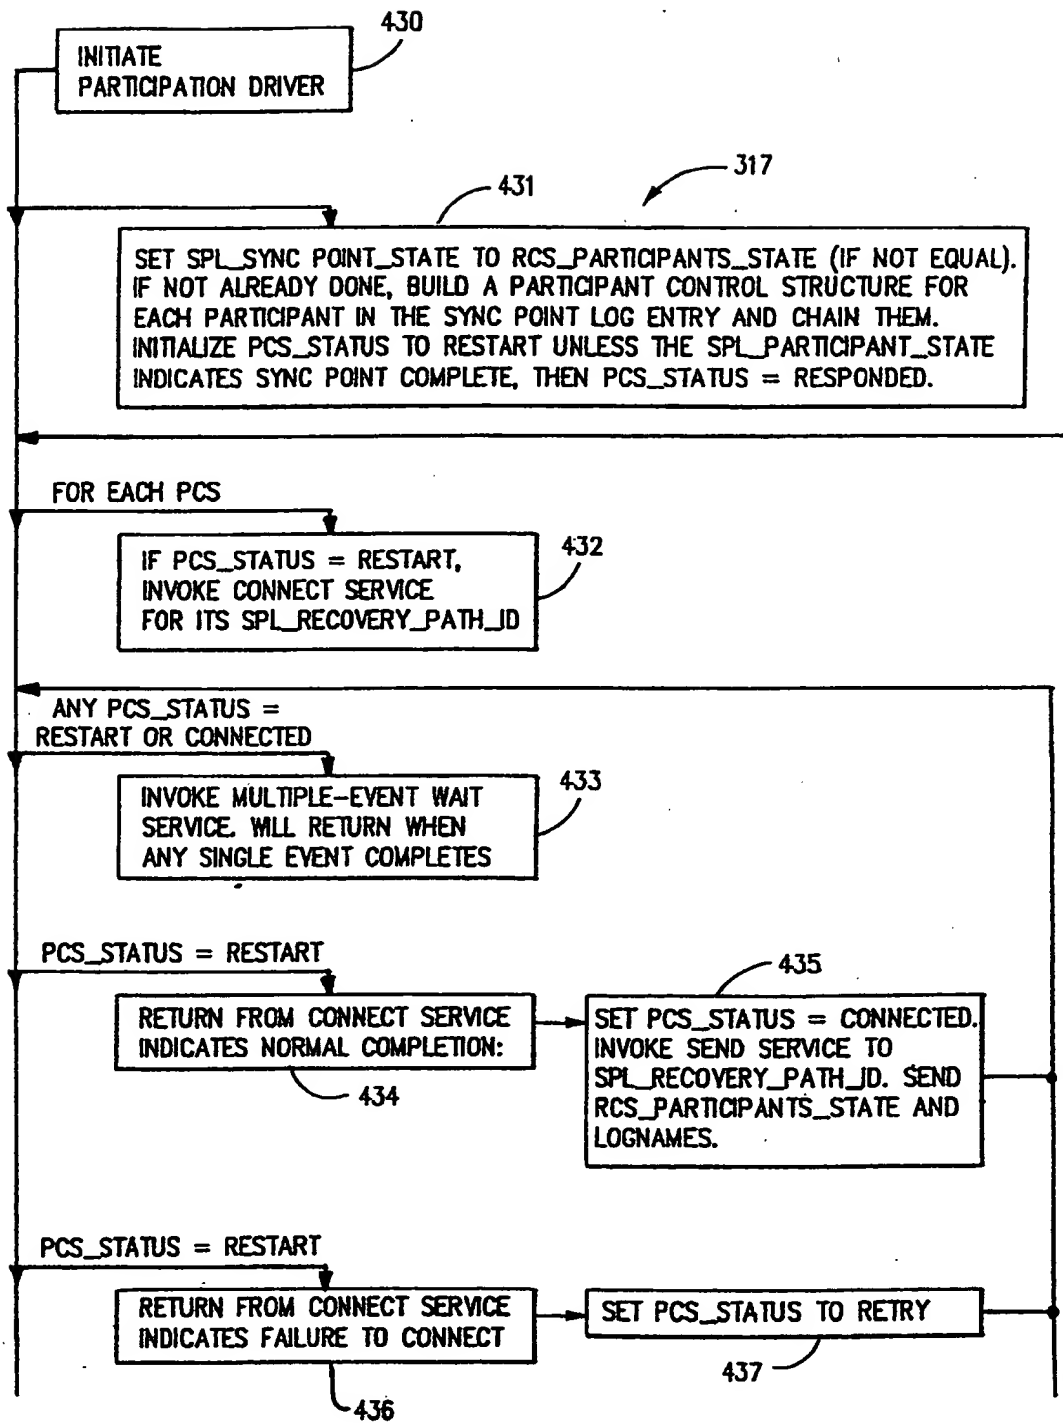 430
INITIATE
PARTICIPATION DRIVER
317
431
SET SPL_SYNC POINT_STATE TO RCS_PARTICIPANTS_STATE (IF NOT EQUAL).
IF NOT ALREADY DONE, BUILD A PARTICIPANT CONTROL STRUCTURE FOR
EACH PARTICIPANT IN THE SYNC POINT LOG ENTRY AND CHAIN THEM.
INITIALIZE PCS_STATUS TO RESTART UNLESS THE SPL_PARTICIPANT_STATE
INDICATES SYNC POINT COMPLETE, THEN PCS_STATUS = RESPONDED.
FOR EACH PCS
432
IF PCS_STATUS = RESTART,
INVOKE CONNECT SERVICE
FOR ITS SPL_RECOVERY_PATH_ID
ANY PCS_STATUS =
RESTART OR CONNECTED
433
INVOKE MULTIPLE-EVENT WAIT
SERVICE. WILL RETURN WHEN
ANY SINGLE EVENT COMPLETES
PCS_STATUS = RESTART
RETURN FROM CONNECT SERVICE
INDICATES NORMAL COMPLETION:
434
435
SET PCS_STATUS = CONNECTED.
INVOKE SEND SERVICE TO
SPL_RECOVERY_PATH_ID. SEND
RCS_PARTICIPANTS_STATE AND
LOGNAMES.
PCS_STATUS = RESTART
RETURN FROM CONNECT SERVICE
INDICATES FAILURE TO CONNECT
436
SET PCS_STATUS TO RETRY
437